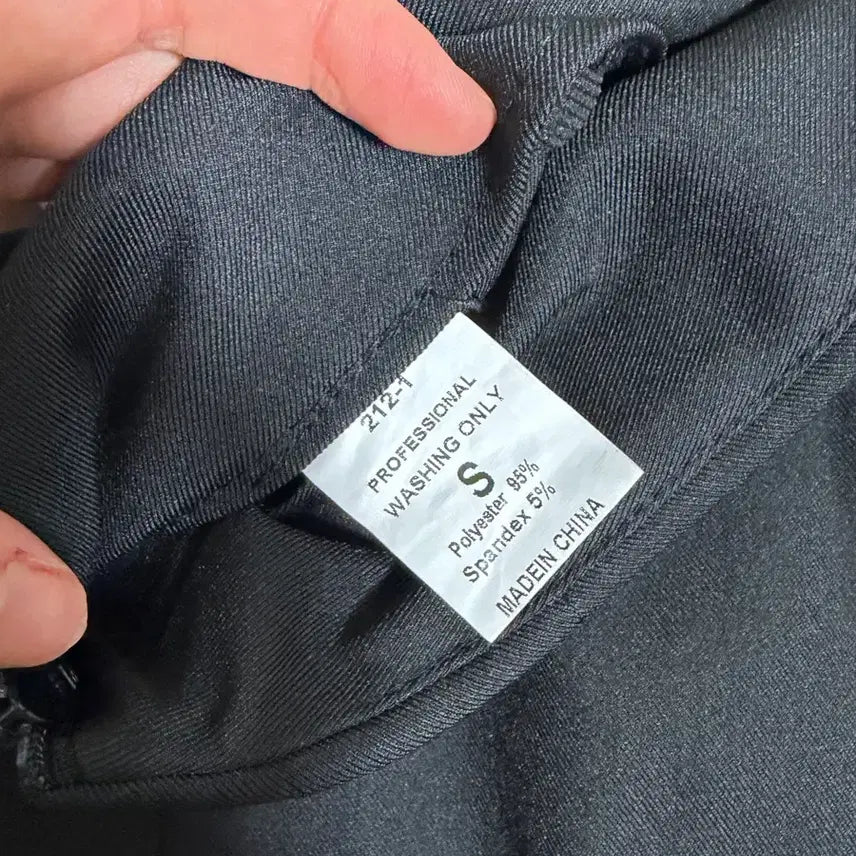 212-1
PROFESSIONAL
WASHING ONLY
S
Polyester 95%
Spandex 5%
MADEIN CHINA